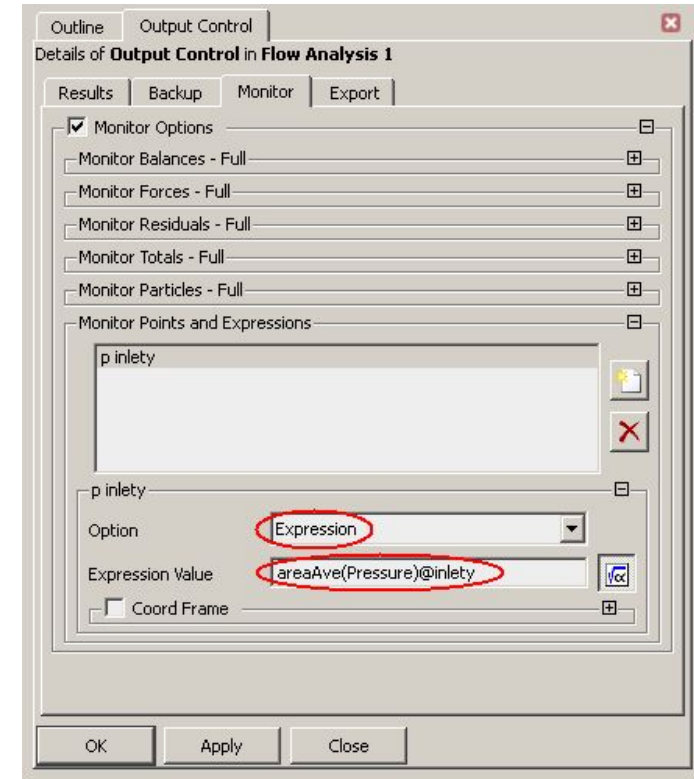 Outline Output Control
Details of Output Control in Flow Analysis 1
Results Backup Monitor Export
Monitor Options
Monitor Balances - Full
Monitor Forces - Full
Monitor Residuals - Full
Monitor Totals - Full
Monitor Particles - Full
Monitor Points and Expressions
p inlety
p inlety
Option Expression
Expression Value areaAve(Pressure)@inlety
Coord Frame
OK Apply Close